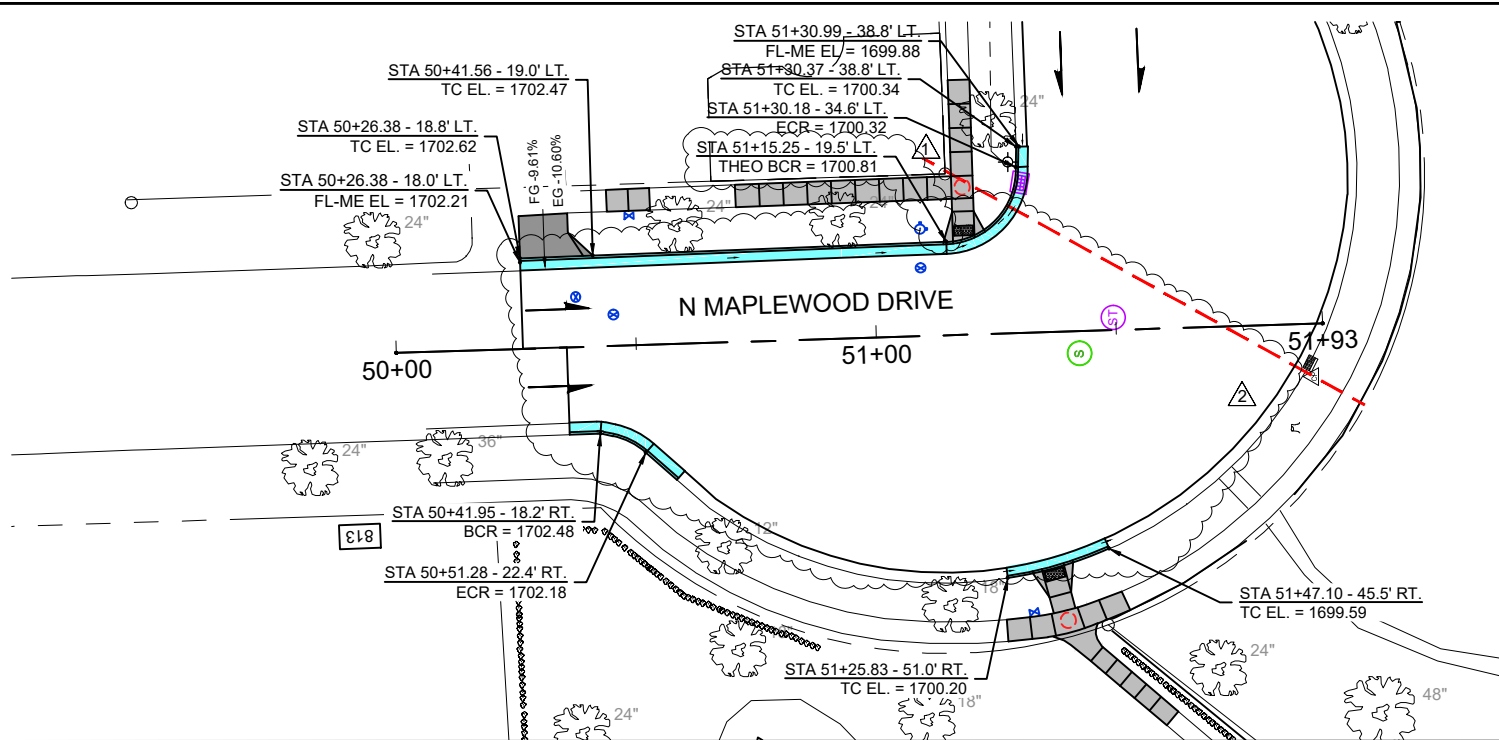 STA 51+30.99 - 38.8' LT.
FL-ME EL = 1699.88
STA 50+41.56 - 19.0' LT.
TC EL. = 1702.47
STA 51+30.37 - 38.8' LT.
TC EL. = 1700.34
24"
STA 51+30.18 - 34.6' LT.
ECR = 1700.32
STA 50+26.38 - 18.8' LT.
TC EL. = 1702.62
STA 51+15.25 - 19.5' LT.
THEO BCR = 1700.81
1
STA 50+26.38 - 18.0' LT.
FL-ME EL = 1702.21
FG -9.61%
EG -10.60%
24"
24"
24"
N MAPLEWOOD DRIVE
ST
S
50+00
51+00
51+93
2
24"
36"
STA 50+41.95 - 18.2' RT.
BCR = 1702.48
12"
813
STA 50+51.28 - 22.4' RT.
ECR = 1702.18
18"
STA 51+47.10 - 45.5' RT.
TC EL. = 1699.59
STA 51+25.83 - 51.0' RT.
TC EL. = 1700.20
24"
48"
18"
24"